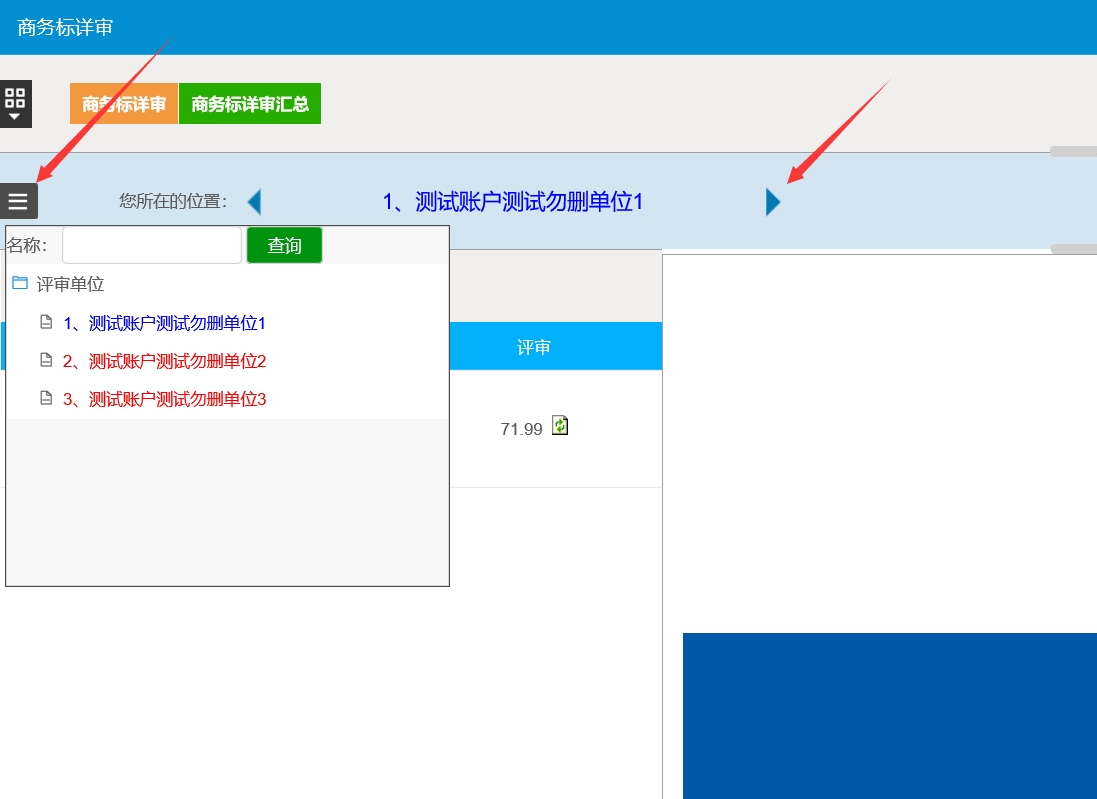 商务标详审
商务标详审 商务标详审汇总
您所在的位置： 1、测试账户测试勿删单位1
名称： 查询
评审单位
1、测试账户测试勿删单位1
评审
2、测试账户测试勿删单位2
3、测试账户测试勿删单位3
71.99